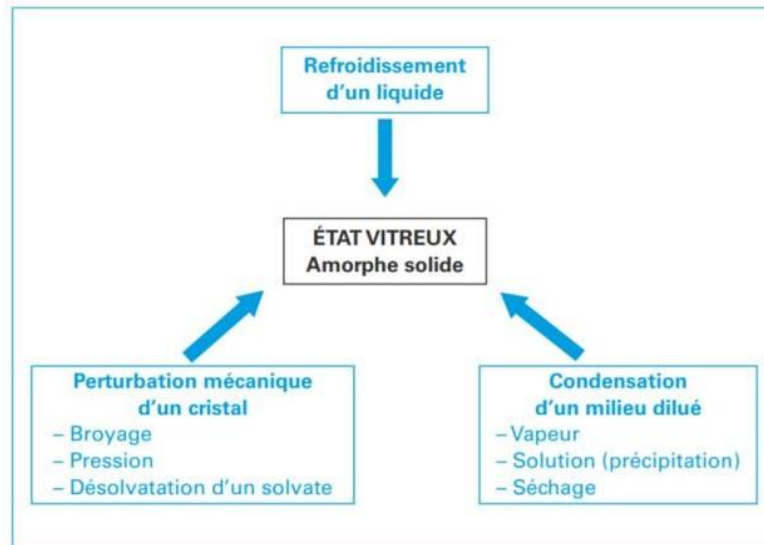 Refroidissement
d'un liquide
ÉTAT VITREUX
Amorphe solide
Perturbation mécanique
d'un cristal
– Broyage
– Pression
– Désolvatation d'un solvate
Condensation
d'un milieu dilué
– Vapeur
– Solution (précipitation)
– Séchage